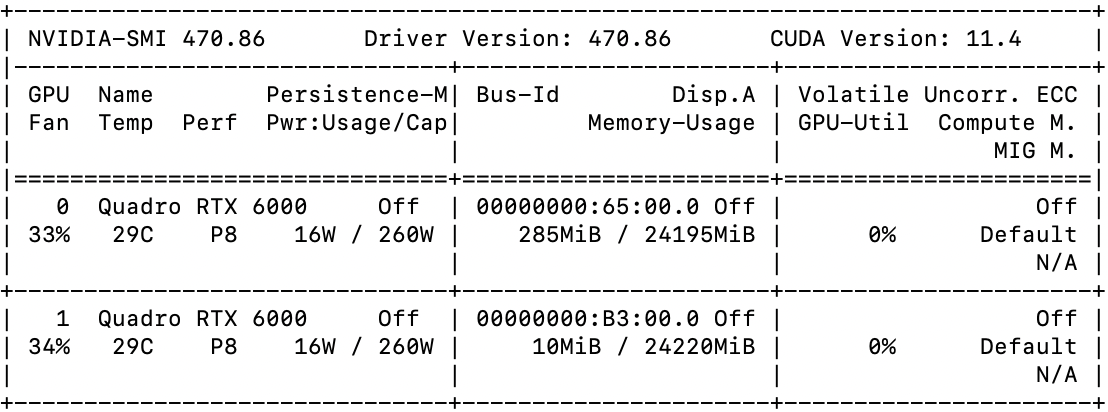 +-----------------------------------------------------------------------------+
| NVIDIA-SMI 470.86       Driver Version: 470.86       CUDA Version: 11.4     |
|-------------------------------+----------------------+----------------------+
| GPU  Name        Persistence-M| Bus-Id        Disp.A | Volatile Uncorr. ECC |
| Fan  Temp  Perf  Pwr:Usage/Cap|         Memory-Usage | GPU-Util  Compute M. |
|                               |                      |               MIG M. |
|===============================+======================+======================|
|   0  Quadro RTX 6000     Off  | 00000000:65:00.0 Off |                  Off |
| 33%   29C    P8    16W / 260W |    285MiB / 24195MiB |      0%      Default |
|                               |                      |                  N/A |
+-------------------------------+----------------------+----------------------+
|   1  Quadro RTX 6000     Off  | 00000000:B3:00.0 Off |                  Off |
| 34%   29C    P8    16W / 260W |     10MiB / 24220MiB |      0%      Default |
|                               |                      |                  N/A |
+-------------------------------+----------------------+----------------------+